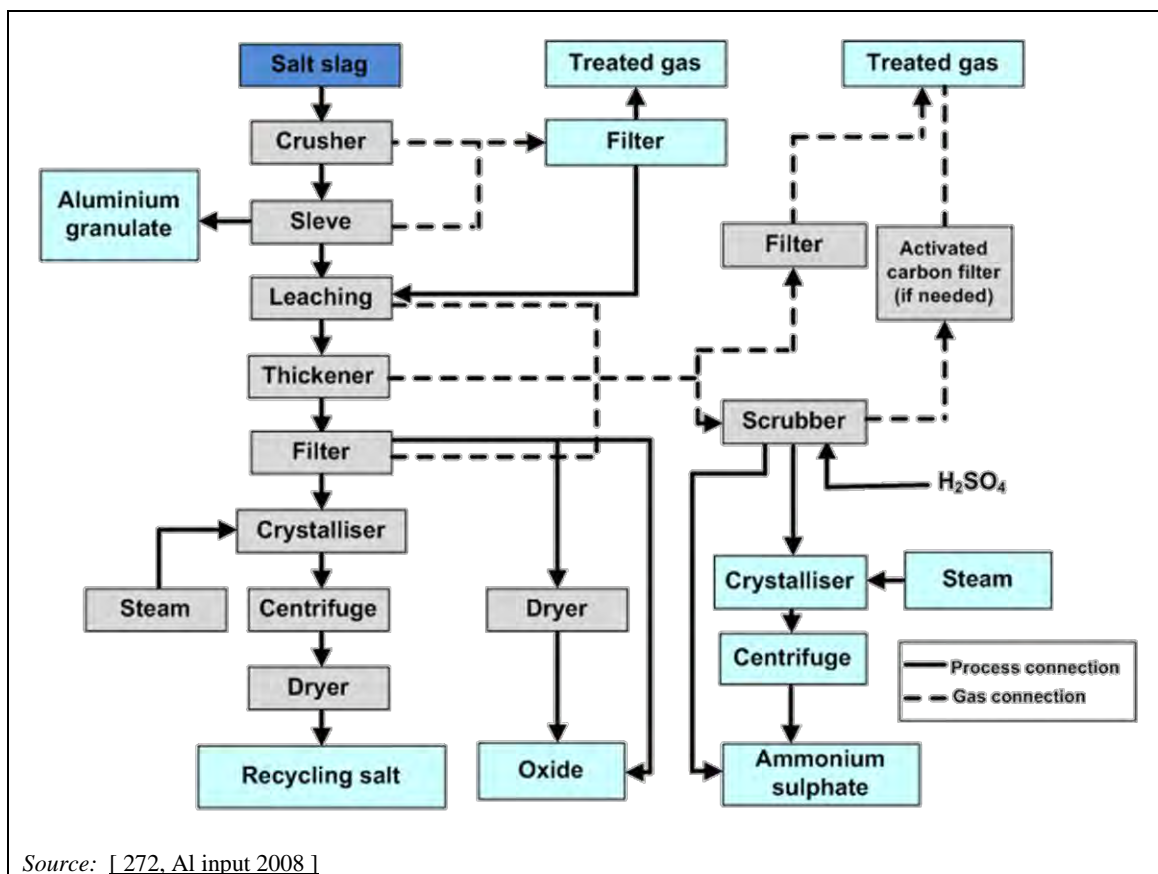 Salt slag
Treated gas
Treated gas
Crusher
Filter
Aluminium
granulate
Sleve
Filter
Activated
carbon filter
(if needed)
Leaching
Thickener
Scrubber
Filter
H₂SO₄
Crystalliser
Crystalliser
Steam
Steam
Centrifuge
Dryer
Centrifuge
Process connection
Gas connection
Dryer
Recycling salt
Oxide
Ammonium
sulphate
Source: [ 272, Al input 2008 ]